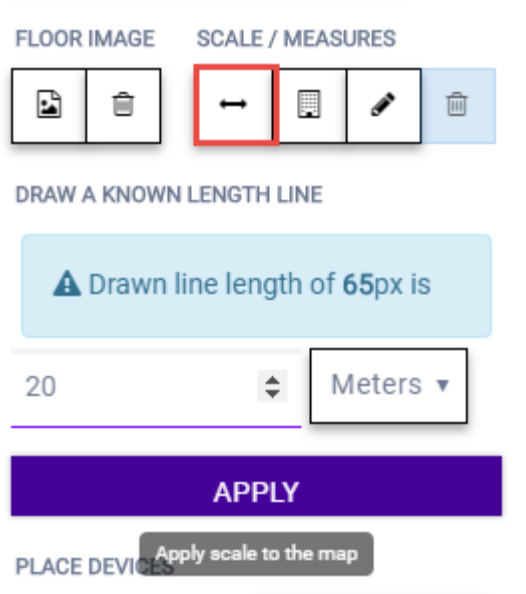 FLOOR IMAGE SCALE / MEASURES
DRAW A KNOWN LENGTH LINE
Drawn line length of 65px is
20 Meters
APPLY
Apply scale to the map
PLACE DEVICES